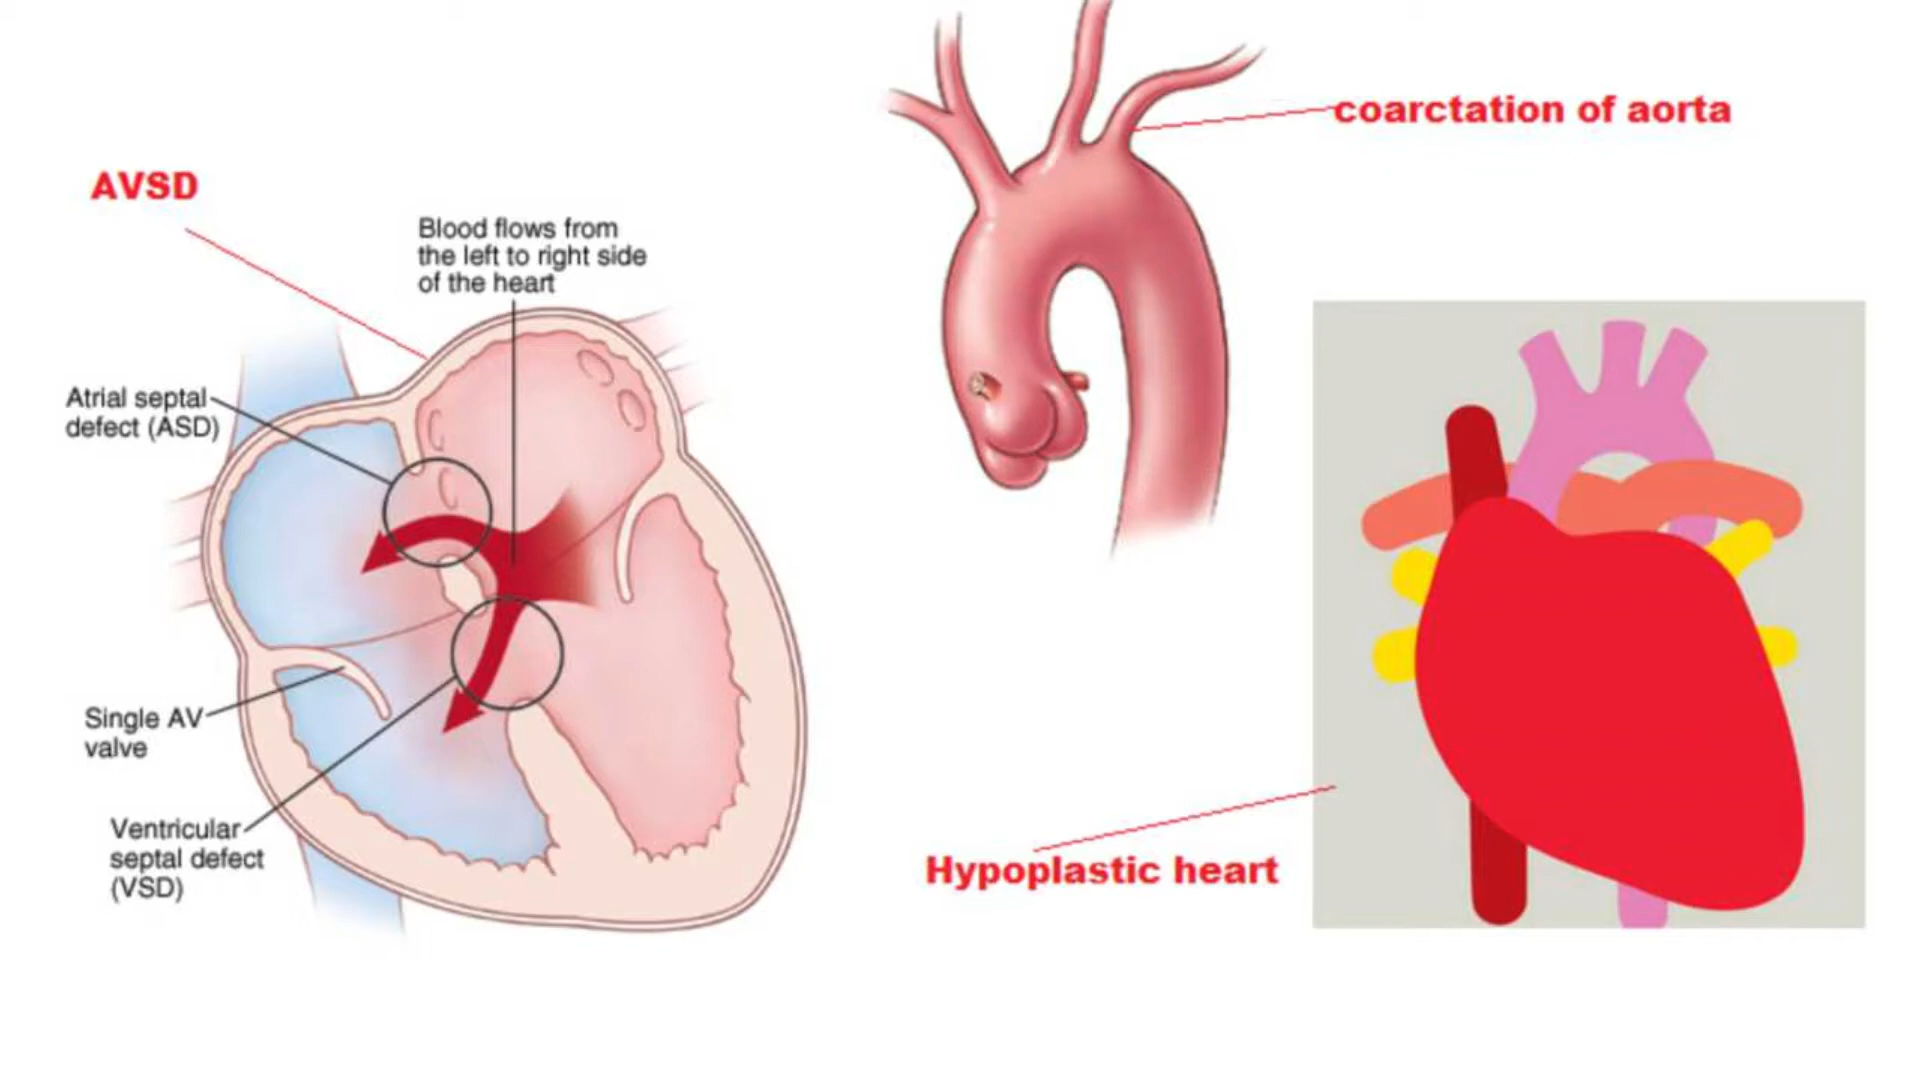 coarctation of aorta
AVSD
Blood flows from
the left to right side
of the heart
Atrial septal
defect (ASD)
Single AV
valve
Ventricular
septal defect
(VSD)
Hypoplastic heart